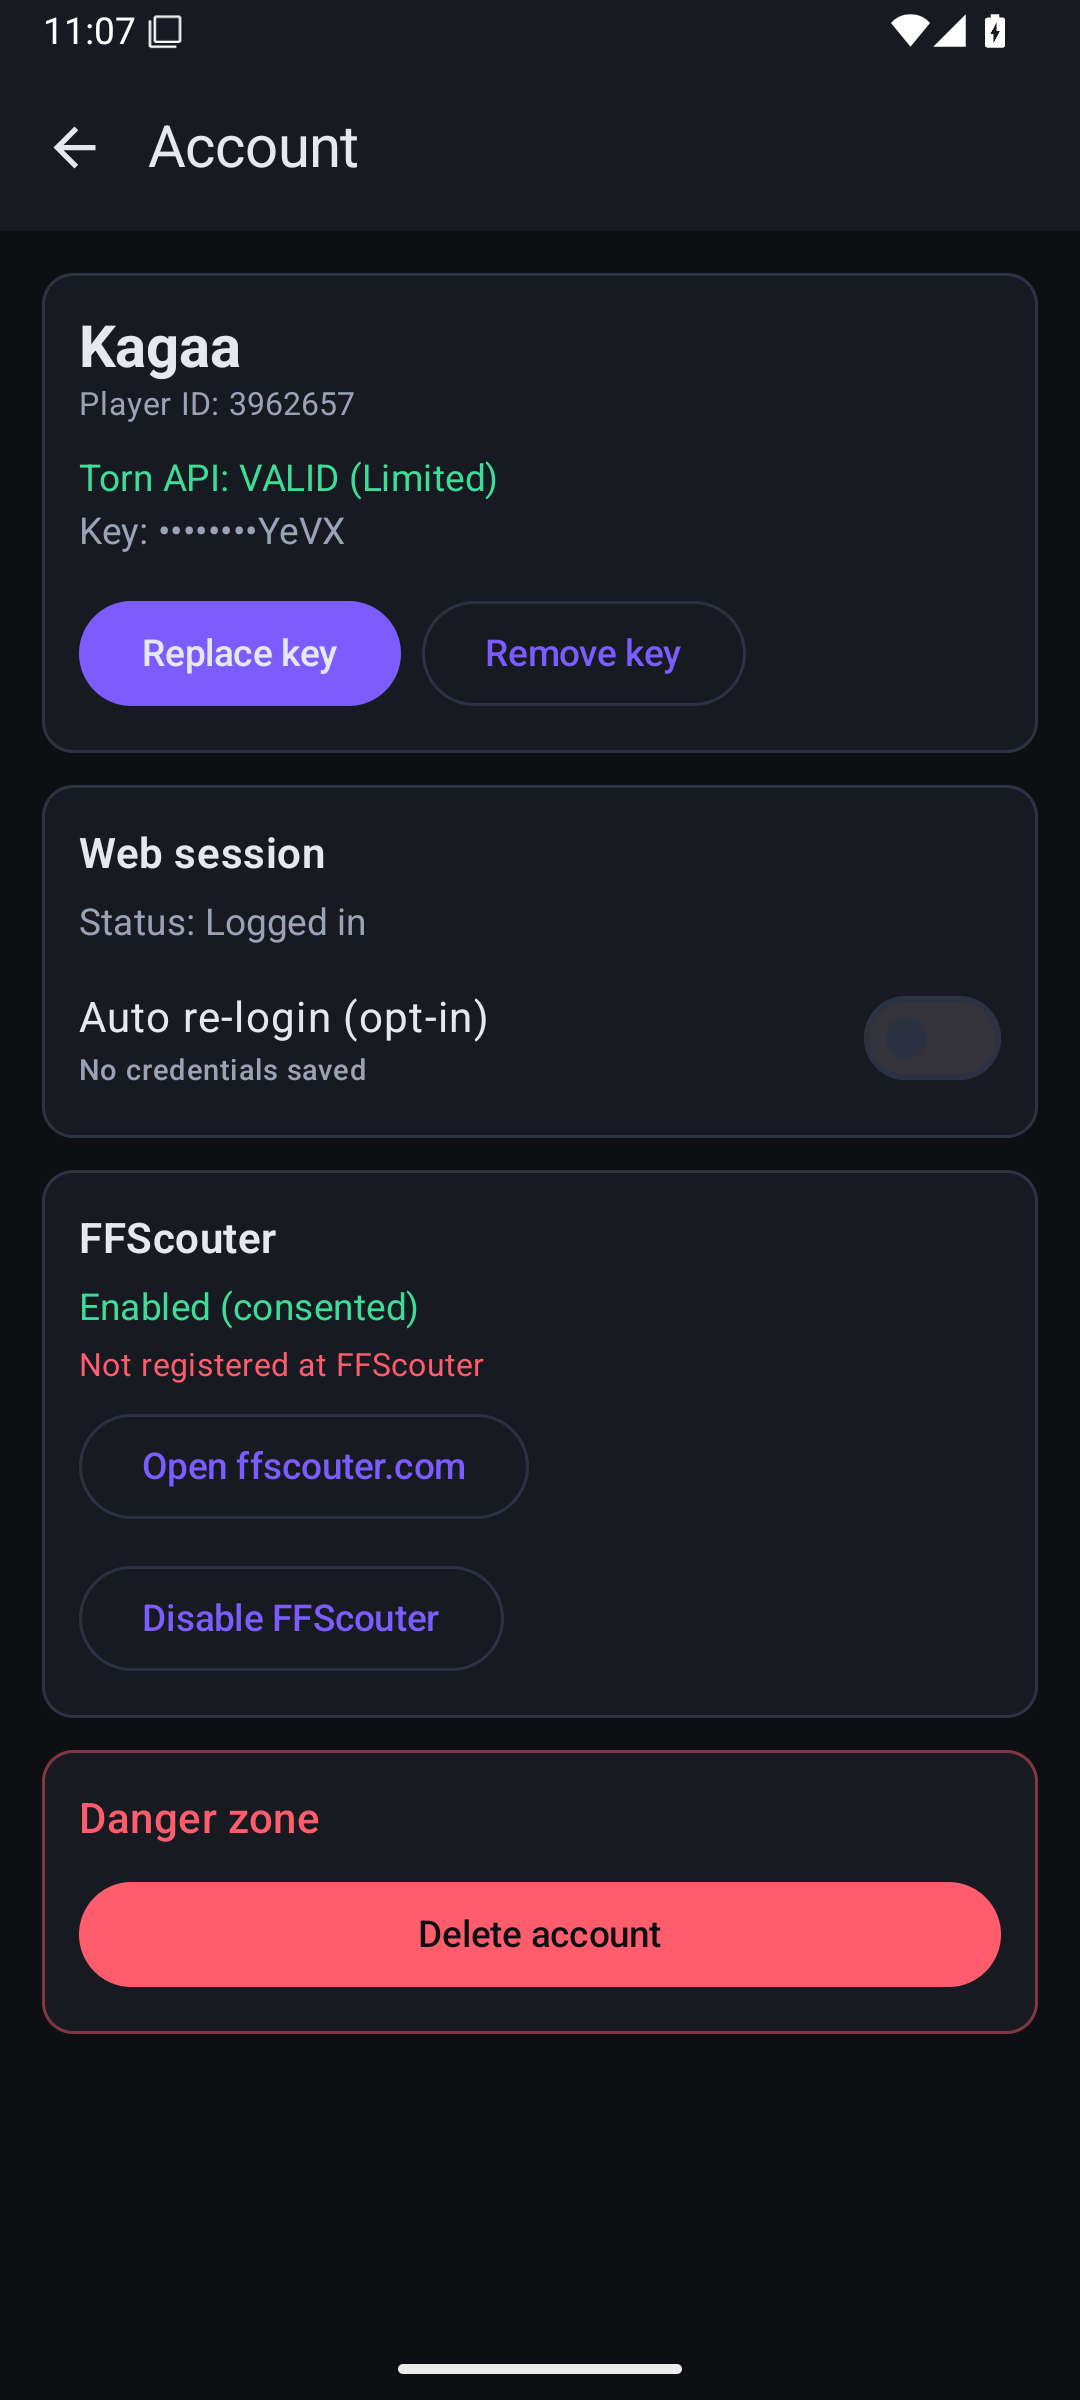 11:07
Account
Kagaa
Player ID: 3962657
Torn API: VALID (Limited)
Key: ••••••••YeVX
Replace key
Remove key
Web session
Status: Logged in
Auto re-login (opt-in)
No credentials saved
FFScouter
Enabled (consented)
Not registered at FFScouter
Open ffscouter.com
Disable FFScouter
Danger zone
Delete account